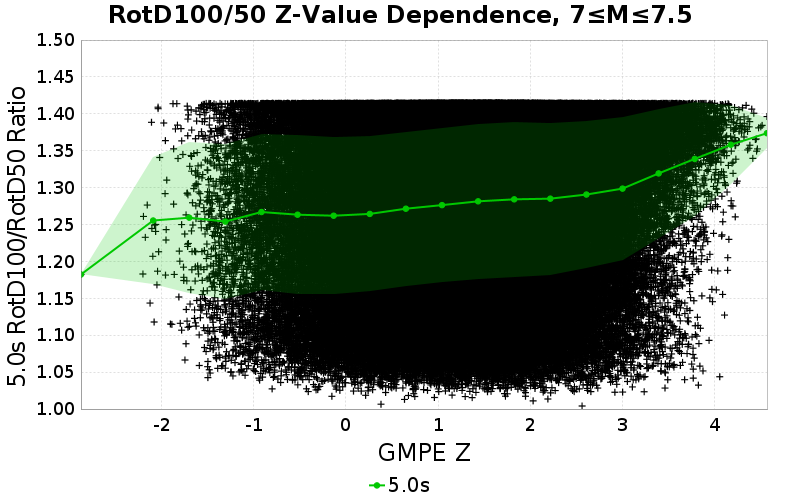 RotD100/50 Z-Value Dependence, 7≤M≤7.5
5.0s RotD100/RotD50 Ratio
1.50
1.45
1.40
1.35
1.30
1.25
1.20
1.15
1.10
1.05
1.00
-2 -1 0 1 2 3 4
GMPE Z
5.0s